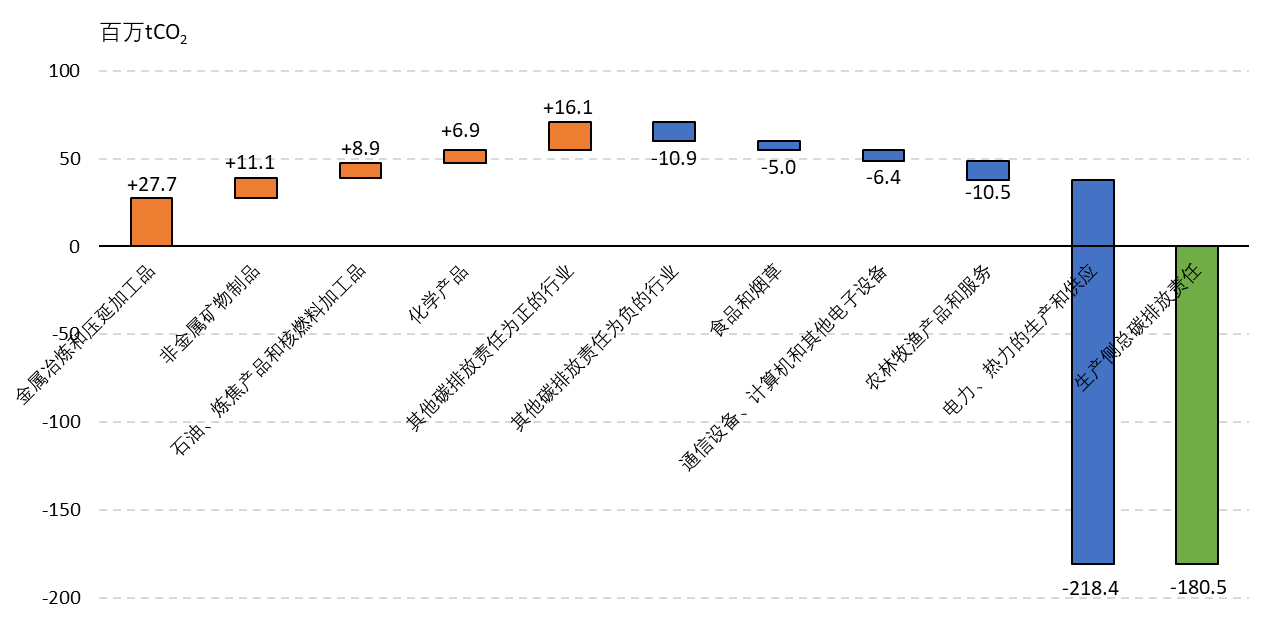 百万tCO₂
100
50
0
-50
-100
-150
-200
+27.7
+11.1
+8.9
+6.9
+16.1
-10.9
-5.0
-6.4
-10.5
-218.4
-180.5
金属冶炼和压延加工品
非金属矿物制品
石油、炼焦产品和核燃料加工品
化学产品
其他碳排放责任为正的行业
其他碳排放责任为负的行业
食品和烟草
通信设备、计算机和其他电子设备
农林牧渔产品和服务
电力、热力的生产和供应
生产侧总碳排放责任